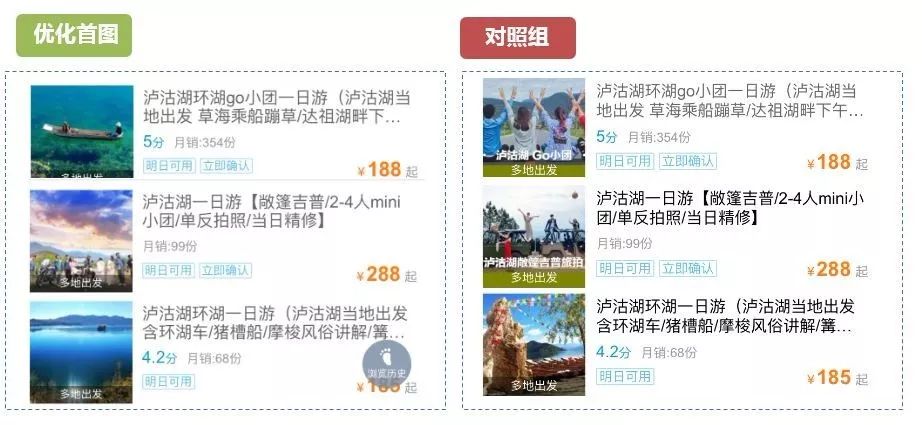 优化首图
泸沽湖环湖go小团一日游（泸沽湖当
地出发 草海乘船蹦草/达祖湖畔下...
5分 月销:354份
明日可用 立即确认
¥188 起
多地出发
泸沽湖一日游【敞篷吉普/2-4人mini
小团/单反拍照/当日精修】
月销:99份
明日可用 立即确认
¥288 起
多地出发
泸沽湖环湖一日游（泸沽湖当地出发
含环湖车/猪槽船/摩梭风俗讲解/篝...
4.2分 月销:68份
明日可用
浏览历史
¥185 起
多地出发
对照组
泸沽湖环湖go小团一日游（泸沽湖当
地出发 草海乘船蹦草/达祖湖畔下午...
5分 月销:354份
明日可用 立即确认
¥188 起
泸沽湖 Go小团
多地出发
泸沽湖一日游【敞篷吉普/2-4人mini小
团/单反拍照/当日精修】
月销:99份
明日可用 立即确认
¥288 起
泸沽湖敞篷吉普旅拍
多地出发
泸沽湖环湖一日游（泸沽湖当地出发
含环湖车/猪槽船/摩梭风俗讲解/篝...
4.2分 月销:68份
明日可用
¥185 起
多地出发